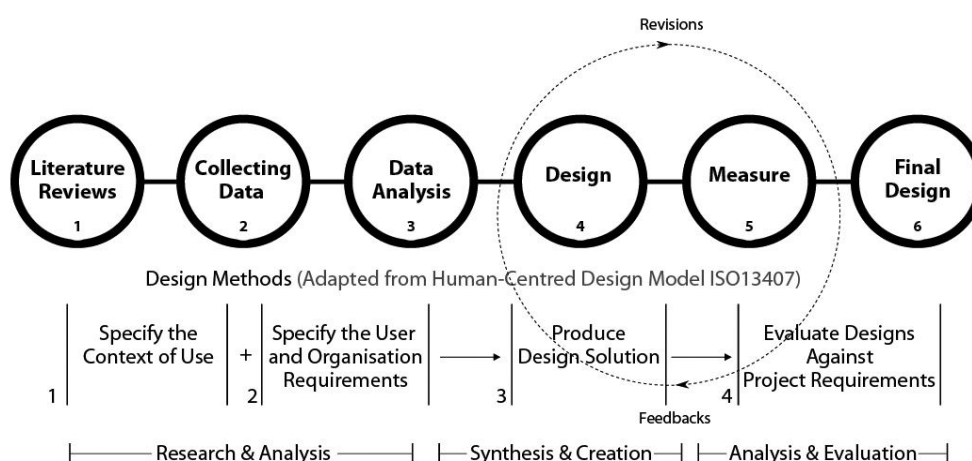 Revisions
Literature
Reviews
1
Collecting
Data
2
Data
Analysis
3
Design
4
Measure
5
Final
Design
6
Design Methods (Adapted from Human-Centred Design Model ISO13407)
1
Specify the
Context of Use
+
2
Specify the User
and Organisation
Requirements
3
Produce
Design Solution
4
Evaluate Designs
Against
Project Requirements
Feedbacks
Research & Analysis
Synthesis & Creation
Analysis & Evaluation